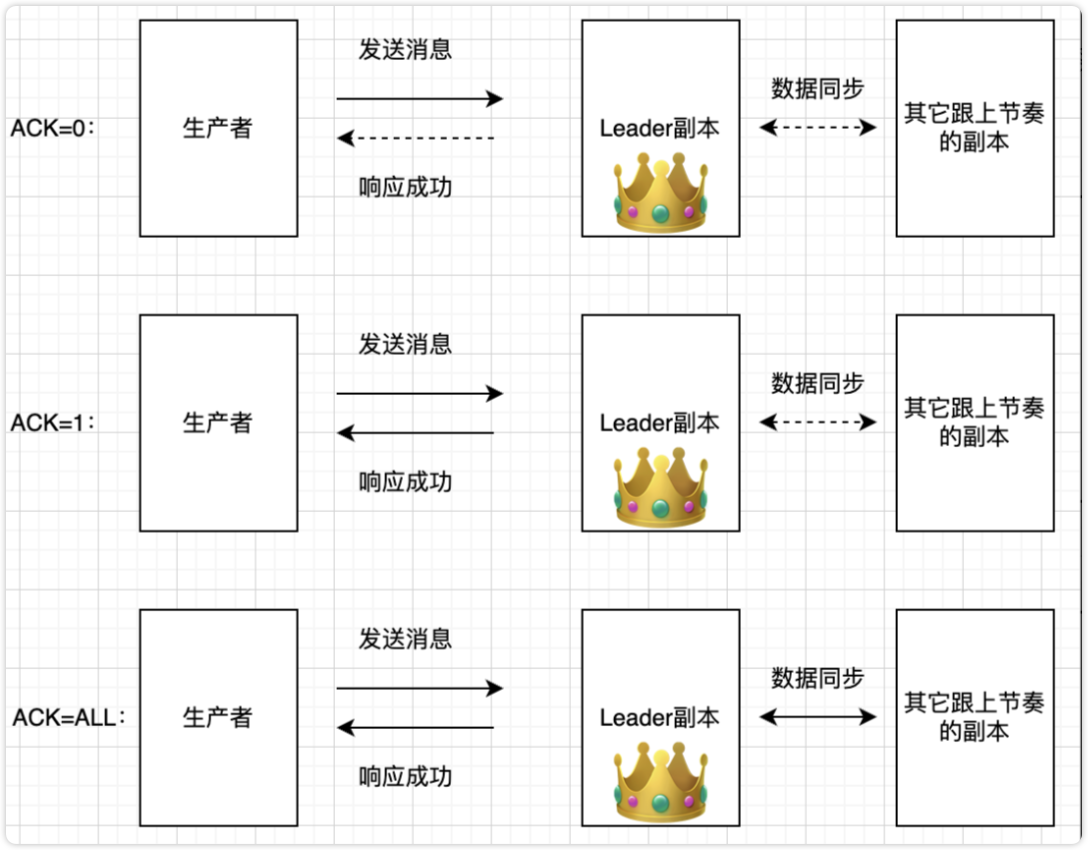 发送消息
数据同步
ACK=0:
生产者
Leader副本
其它跟上节奏
的副本
响应成功
发送消息
数据同步
ACK=1:
生产者
Leader副本
其它跟上节奏
的副本
响应成功
发送消息
数据同步
ACK=ALL:
生产者
Leader副本
其它跟上节奏
的副本
响应成功